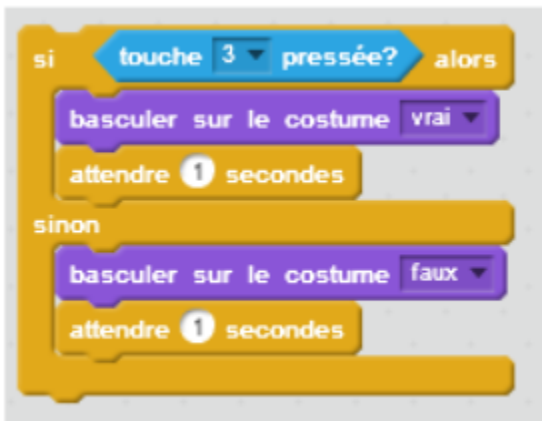 si touche 3 pressée? alors
basculer sur le costume vrai
attendre 1 secondes
sinon
basculer sur le costume faux
attendre 1 secondes